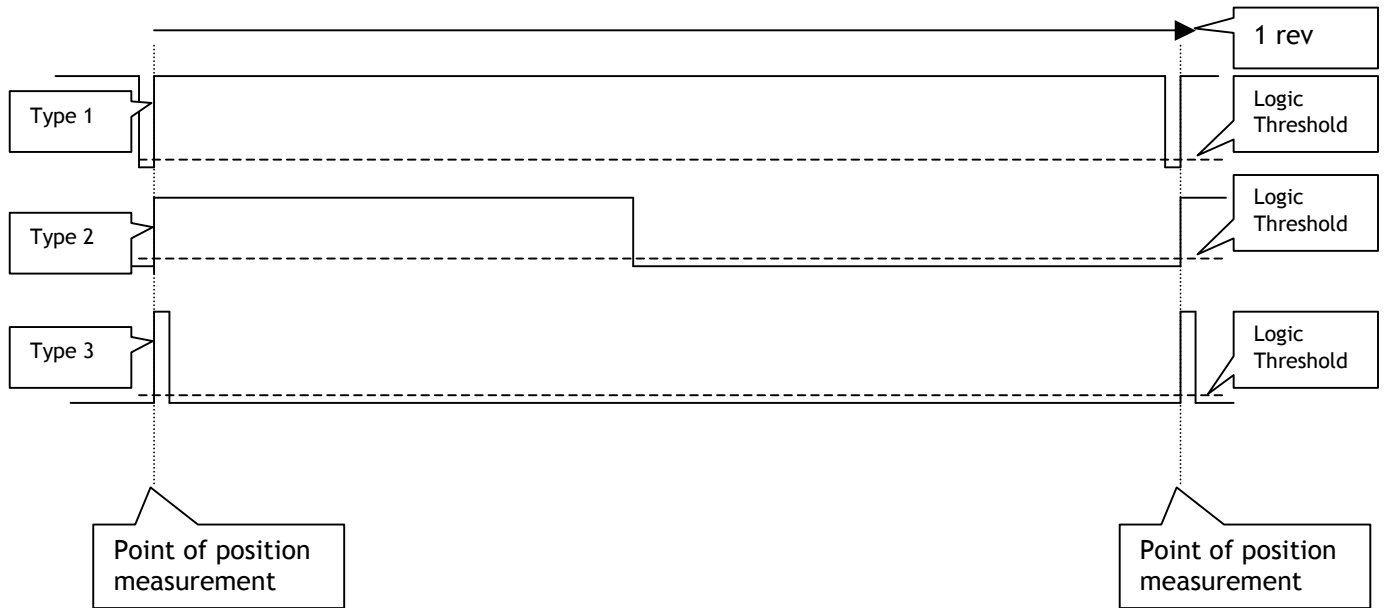 1 rev
Type 1
Logic
Threshold
Type 2
Logic
Threshold
Type 3
Logic
Threshold
Point of position
measurement
Point of position
measurement